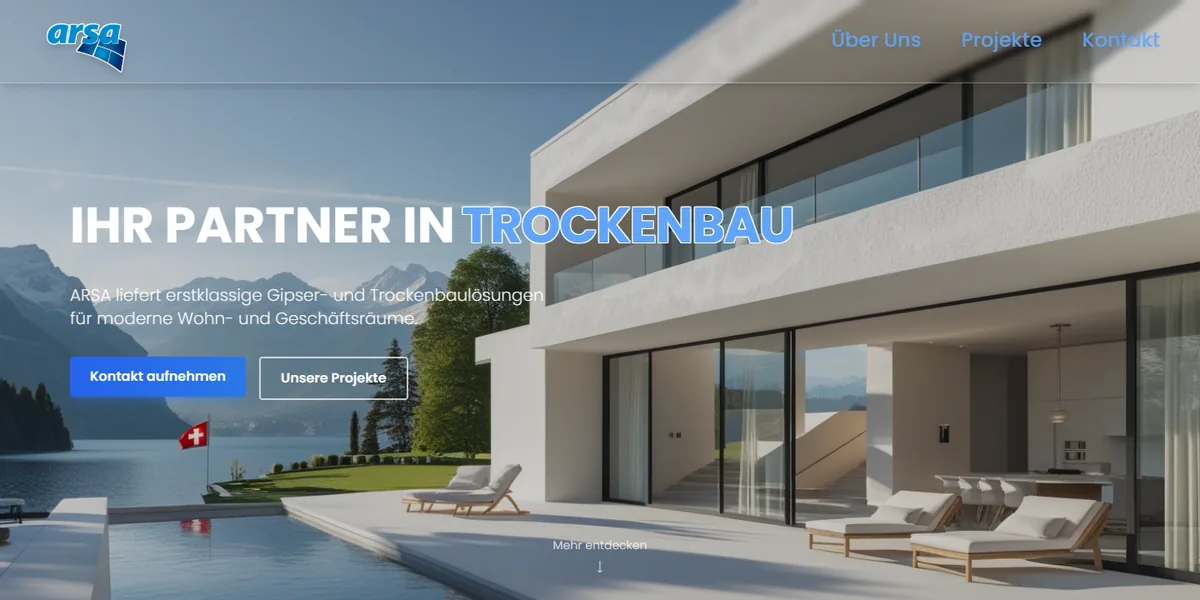 arsa
Über Uns
Projekte
Kontakt
IHR PARTNER IN TROCKENBAU
ARSA liefert erstklassige Gipser- und Trockenbaulösungen
für moderne Wohn- und Geschäftsräume.
Kontakt aufnehmen
Unsere Projekte
Mehr entdecken
↓